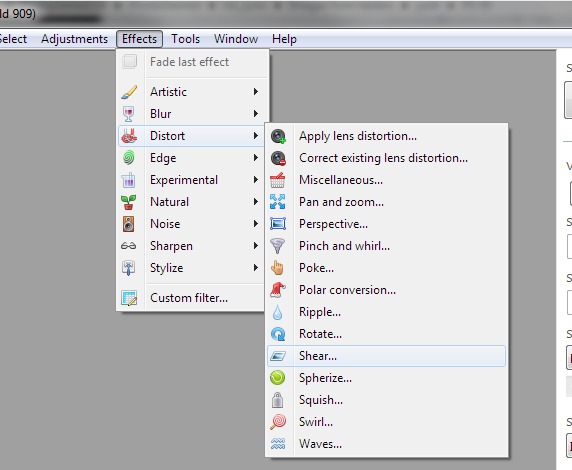 ld 909)
Select Adjustments Effects Tools Window Help
Fade last effect
Artistic
Blur
Distort
Edge
Experimental
Natural
Noise
Sharpen
Stylize
Custom filter...
Apply lens distortion...
Correct existing lens distortion...
Miscellaneous...
Pan and zoom...
Perspective...
Pinch and whirl...
Poke...
Polar conversion...
Ripple...
Rotate...
Shear...
Spherize...
Squish...
Swirl...
Waves...